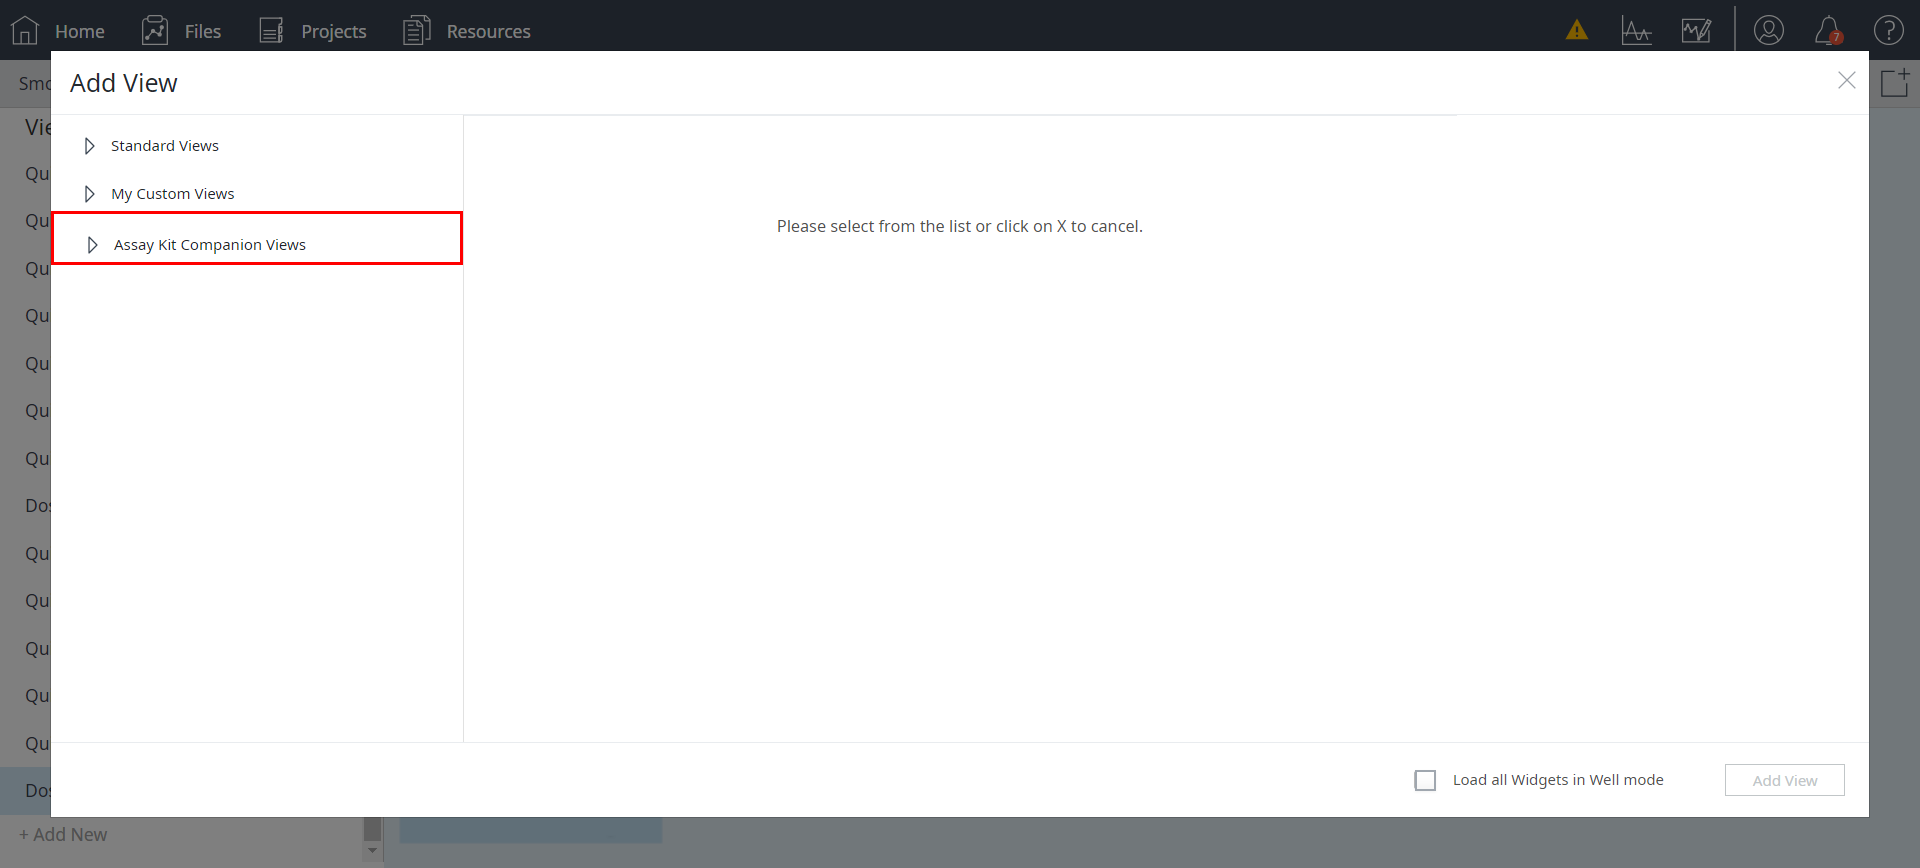 Home Files Projects Resources
7
?
Add View
Standard Views
My Custom Views
Assay Kit Companion Views
Please select from the list or click on X to cancel.
Smo
Vie
Qu
Qu
Qu
Qu
Qu
Qu
Qu
Dos
Qu
Qu
Qu
Qu
Qu
Dos
+ Add New
Load all Widgets in Well mode
Add View